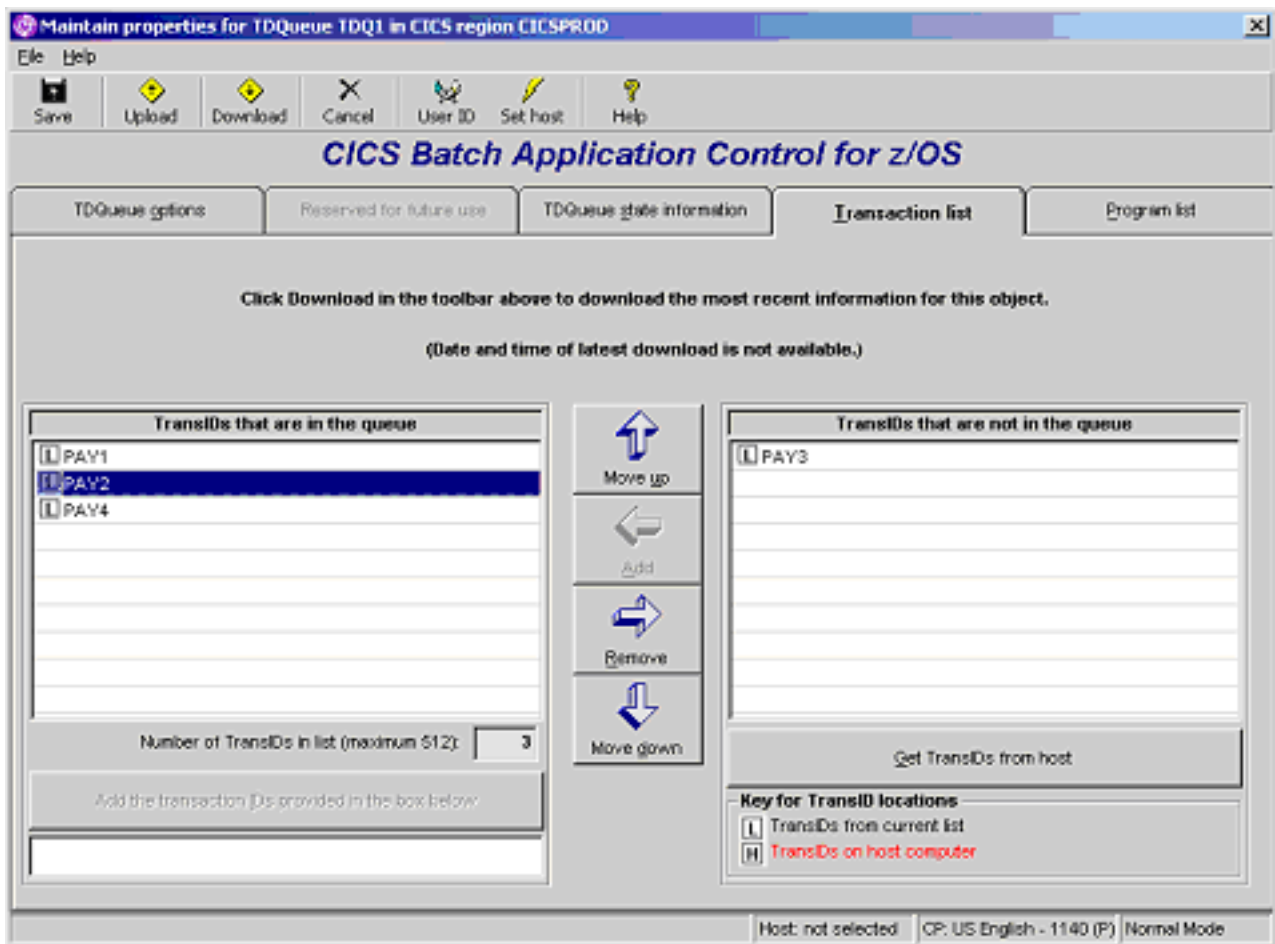 Maintain properties for TDQueue TDQ1 in CICS region CICSPROD
File Help
Save Upload Download Cancel User ID Set host Help
CICS Batch Application Control for z/OS
TDQueue options Reserved for future use TDQueue state information Transaction list Program list
Click Download in the toolbar above to download the most recent information for this object.
(Date and time of latest download is not available.)
TransIDs that are in the queue
L PAY1
L PAY2
L PAY4
Number of TransIDs in list (maximum 512): 3
Add the transaction IDs provided in the box below:
Move up
Add
Remove
Move down
TransIDs that are not in the queue
L PAY3
Get TransIDs from host
Key for TransID locations
L TransIDs from current list
H TransIDs on host computer
Host: not selected CP: US English - 1140 (P) Normal Mode